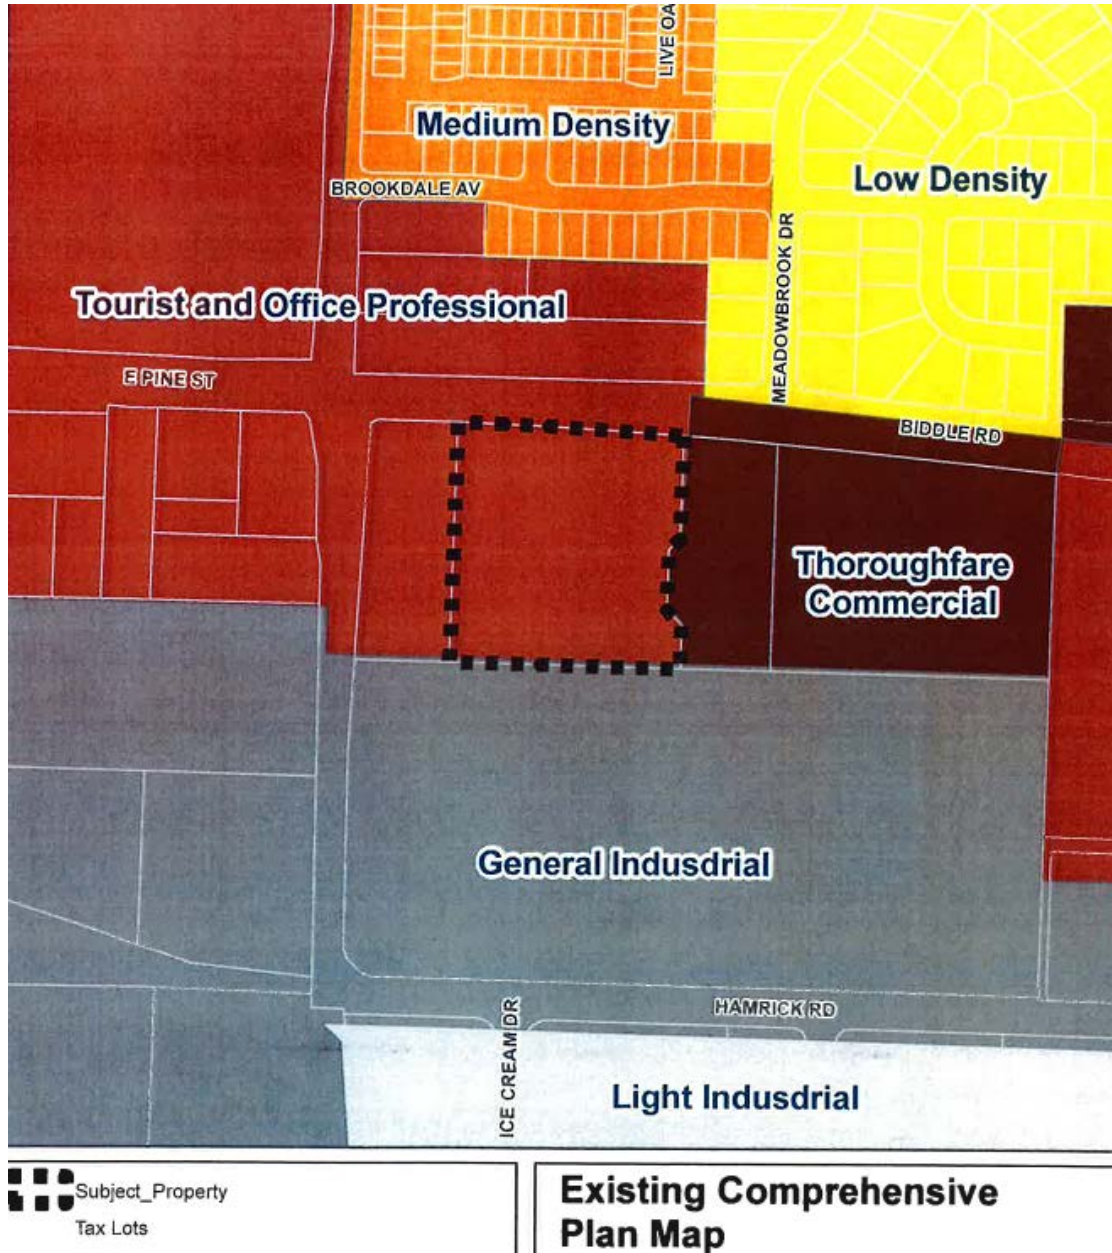 LIVE OA
Medium Density
Low Density
BROOKDALE AV
MEADOWBROOK DR
Tourist and Office Professional
E PINE ST
BIDDLE RD
Thoroughfare
Commercial
General Indusdrial
HAMRICK RD
ICE CREAM DR
Light Indusdrial
Subject_Property
Tax Lots
Existing Comprehensive
Plan Map